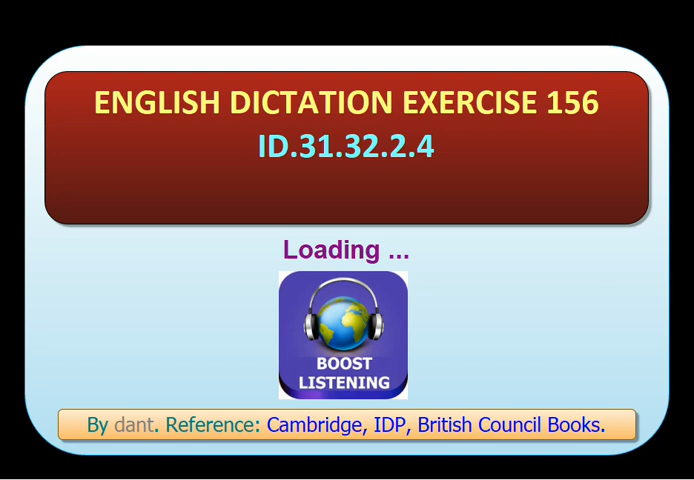 ENGLISH DICTATION EXERCISE 156
ID.31.32.2.4
Loading ...
BOOST
LISTENING
By dant. Reference: Cambridge, IDP, British Council Books.